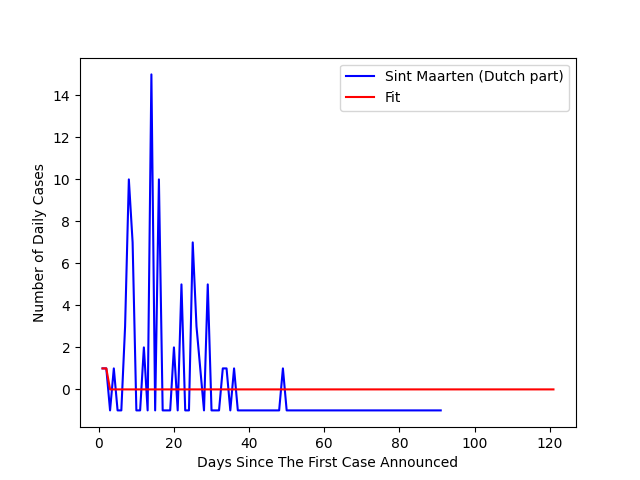 Sint Maarten (Dutch part)
Fit
14
12
10
8
6
4
2
0
Number of Daily Cases
0 20 40 60 80 100 120
Days Since The First Case Announced